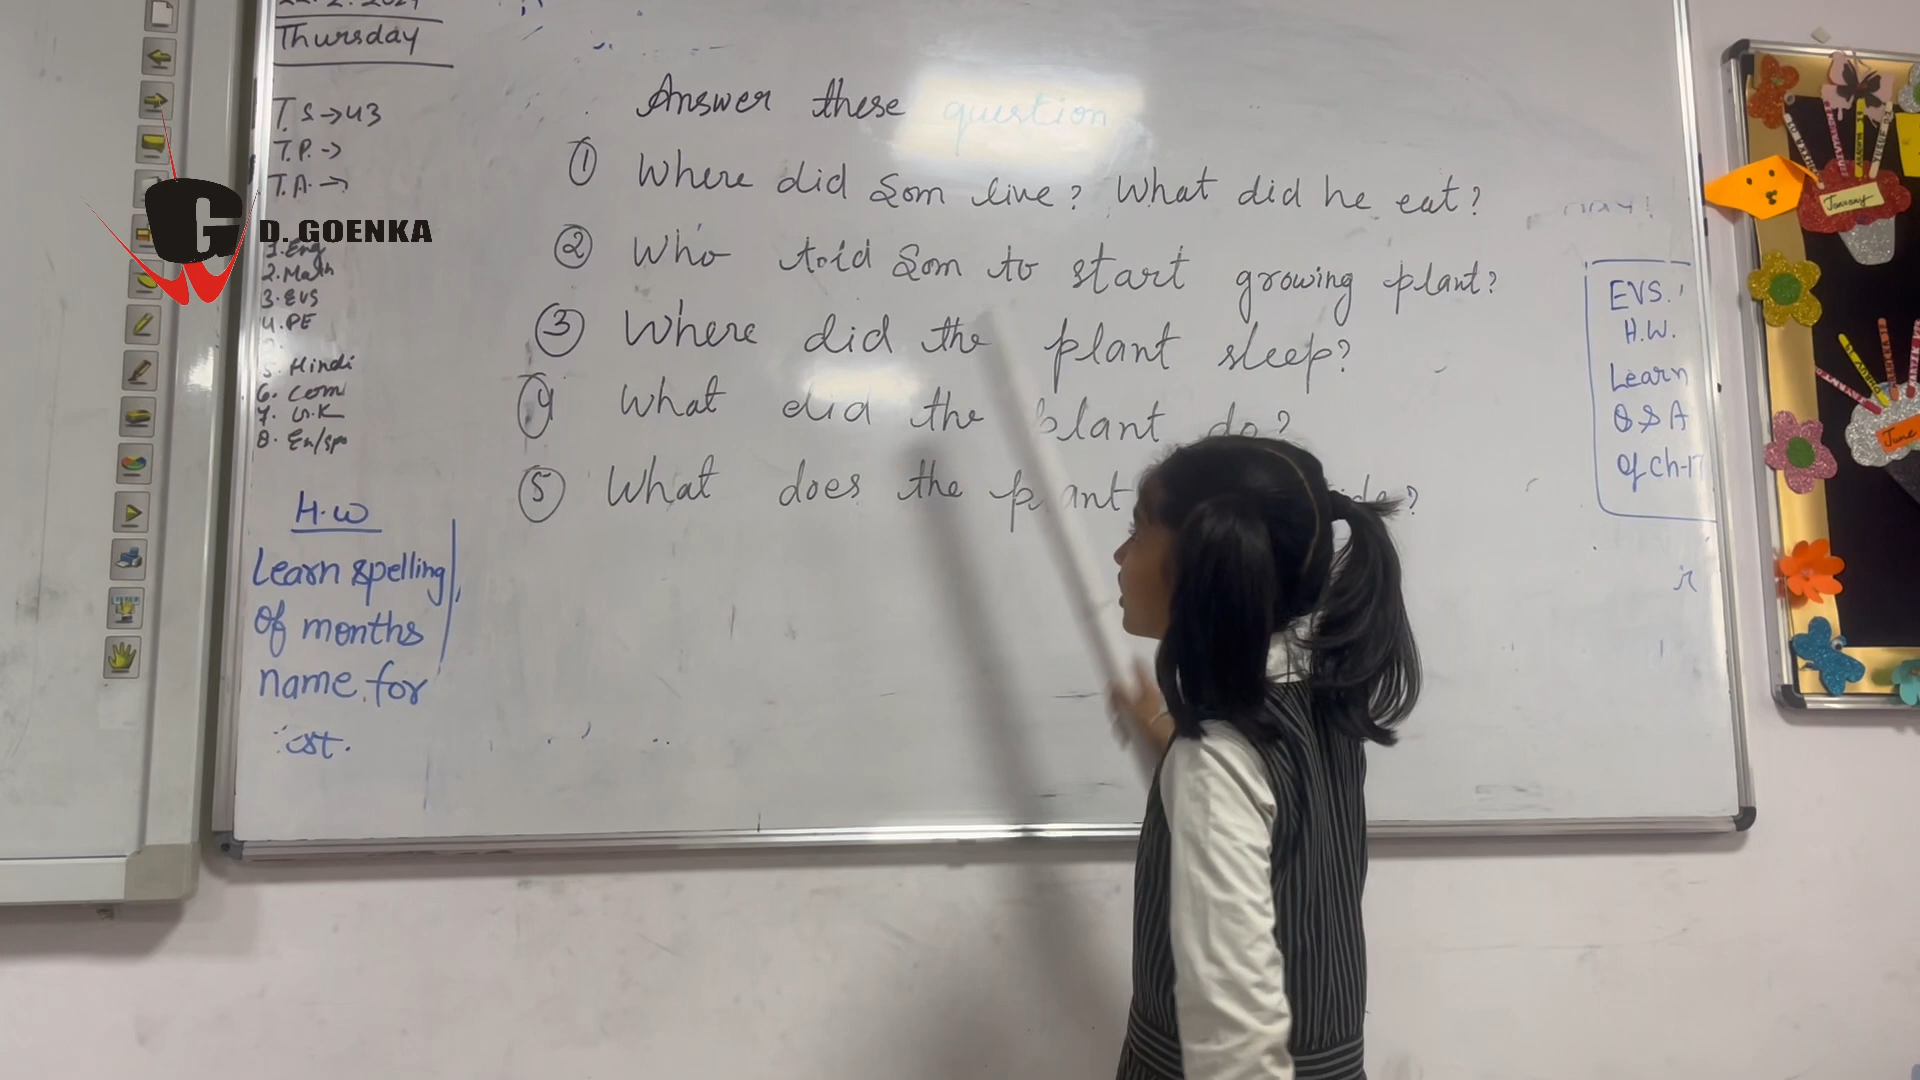 Thursday
T.S→43
T.P.→
T.A.→
G D. GOENKA
1. Eng
2. Math
3. EVS
4. PE
5. Hindi
6. Com
7. G.K
8. En/sp
H.W
Learn spelling
of months
name for
Answer these question
① Where did Som live? What did he eat?
② Who told Som to start growing plant?
③ Where did the plant sleep?
④ What did the plant do?
⑤ What does the plant
EVS.
H.W.
Learn
Q & A
of Ch-17
January
June